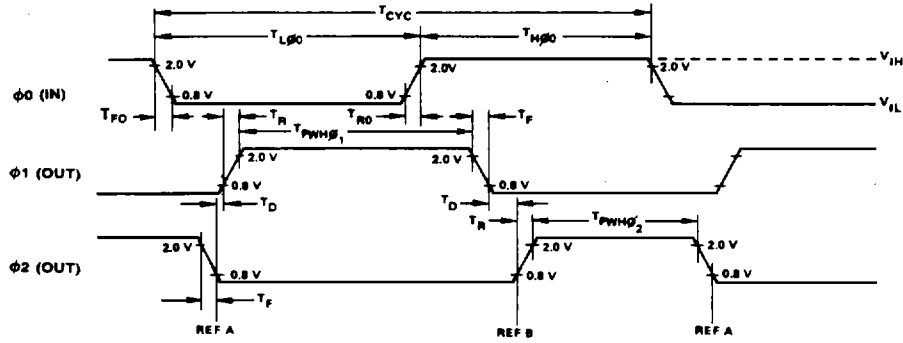 TCYC
TLØ0 THØ0
2.0 V 2.0V 2.0 V VIH
ϕ0 (IN) 0.8 V 0.8 V VIL
TFO TR TR0 TF
TPWHØ1
2.0 V 2.0 V
ϕ1 (OUT) 0.8 V 0.8 V
TD TD
TR TPWHØ2
2.0 V 2.0 V 2.0 V
ϕ2 (OUT) 0.8 V 0.8 V 0.8 V
TF
REF A REF B REF A